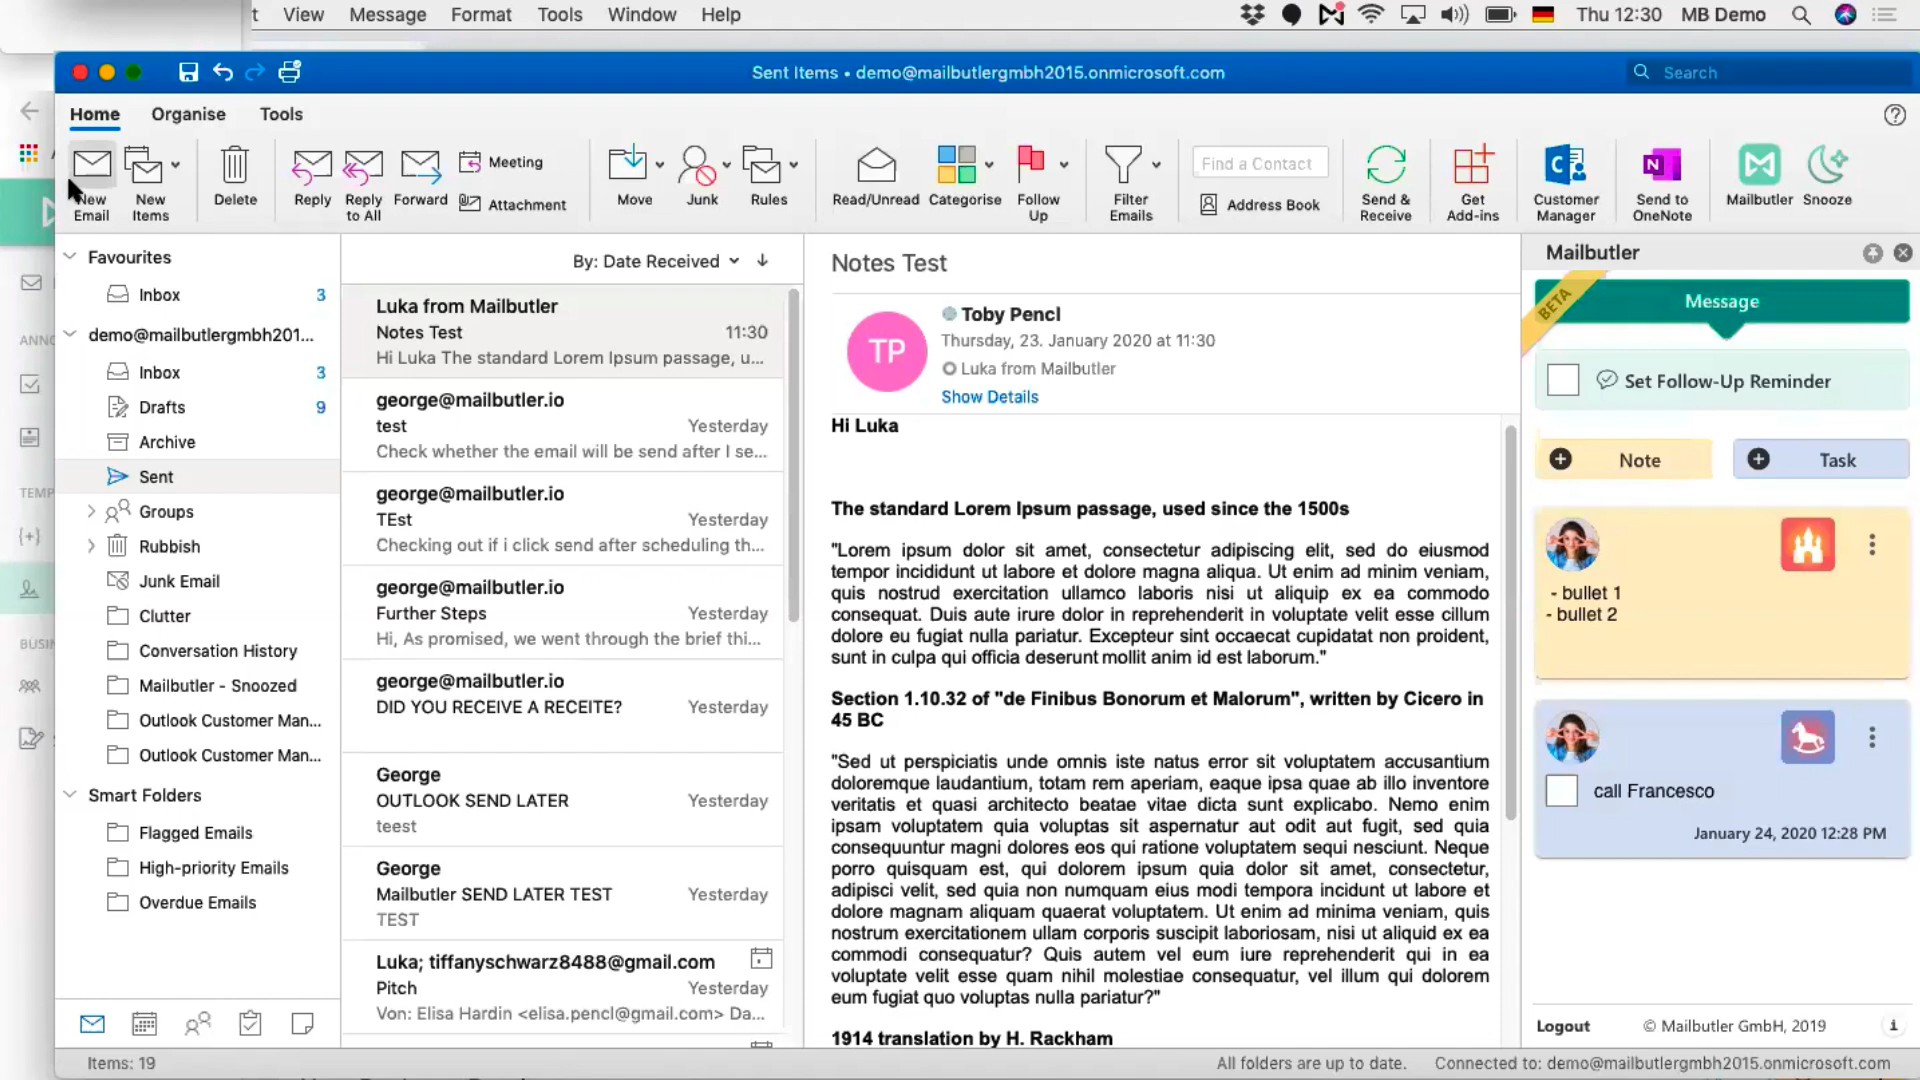 View Message Format Tools Window Help
Thu 12:30 MB Demo
Sent Items • demo@mailbutlergmbh2015.onmicrosoft.com
Search
Home Organise Tools
New Email
New Items
Delete
Reply
Reply to All
Forward
Meeting
Attachment
Move
Junk
Rules
Read/Unread
Categorise
Follow Up
Filter Emails
Find a Contact
Address Book
Send & Receive
Get Add-ins
Customer Manager
Send to OneNote
Mailbutler
Snooze
Favourites
Inbox 3
demo@mailbutlergmbh201...
Inbox 3
Drafts 9
Archive
Sent
Groups
Rubbish
Junk Email
Clutter
Conversation History
Mailbutler - Snoozed
Outlook Customer Man...
Outlook Customer Man...
Smart Folders
Flagged Emails
High-priority Emails
Overdue Emails
Items: 19
By: Date Received
Luka from Mailbutler
Notes Test 11:30
Hi Luka The standard Lorem Ipsum passage, u...
george@mailbutler.io
test Yesterday
Check whether the email will be send after I se...
george@mailbutler.io
TEst Yesterday
Checking out if i click send after scheduling th...
george@mailbutler.io
Further Steps Yesterday
Hi, As promised, we went through the brief thi...
george@mailbutler.io
DID YOU RECEIVE A RECEITE? Yesterday
George
OUTLOOK SEND LATER Yesterday
teest
George
Mailbutler SEND LATER TEST Yesterday
TEST
Luka; tiffanyschwarz8488@gmail.com
Pitch Yesterday
Von: Elisa Hardin <elisa.pencl@gmail.com> Da...
Notes Test
TP
Toby Pencl
Thursday, 23. January 2020 at 11:30
Luka from Mailbutler
Show Details
Hi Luka
The standard Lorem Ipsum passage, used since the 1500s
"Lorem ipsum dolor sit amet, consectetur adipiscing elit, sed do eiusmod
tempor incididunt ut labore et dolore magna aliqua. Ut enim ad minim veniam,
quis nostrud exercitation ullamco laboris nisi ut aliquip ex ea commodo
consequat. Duis aute irure dolor in reprehenderit in voluptate velit esse cillum
dolore eu fugiat nulla pariatur. Excepteur sint occaecat cupidatat non proident,
sunt in culpa qui officia deserunt mollit anim id est laborum."
Section 1.10.32 of "de Finibus Bonorum et Malorum", written by Cicero in
45 BC
"Sed ut perspiciatis unde omnis iste natus error sit voluptatem accusantium
doloremque laudantium, totam rem aperiam, eaque ipsa quae ab illo inventore
veritatis et quasi architecto beatae vitae dicta sunt explicabo. Nemo enim
ipsam voluptatem quia voluptas sit aspernatur aut odit aut fugit, sed quia
consequuntur magni dolores eos qui ratione voluptatem sequi nesciunt. Neque
porro quisquam est, qui dolorem ipsum quia dolor sit amet, consectetur,
adipisci velit, sed quia non numquam eius modi tempora incidunt ut labore et
dolore magnam aliquam quaerat voluptatem. Ut enim ad minima veniam, quis
nostrum exercitationem ullam corporis suscipit laboriosam, nisi ut aliquid ex ea
commodi consequatur? Quis autem vel eum iure reprehenderit qui in ea
voluptate velit esse quam nihil molestiae consequatur, vel illum qui dolorem
eum fugiat quo voluptas nulla pariatur?"
1914 translation by H. Rackham
Mailbutler
BETA
Message
Set Follow-Up Reminder
Note
Task
- bullet 1
- bullet 2
call Francesco
January 24, 2020 12:28 PM
Logout © Mailbutler GmbH, 2019
All folders are up to date. Connected to: demo@mailbutlergmbh2015.onmicrosoft.com